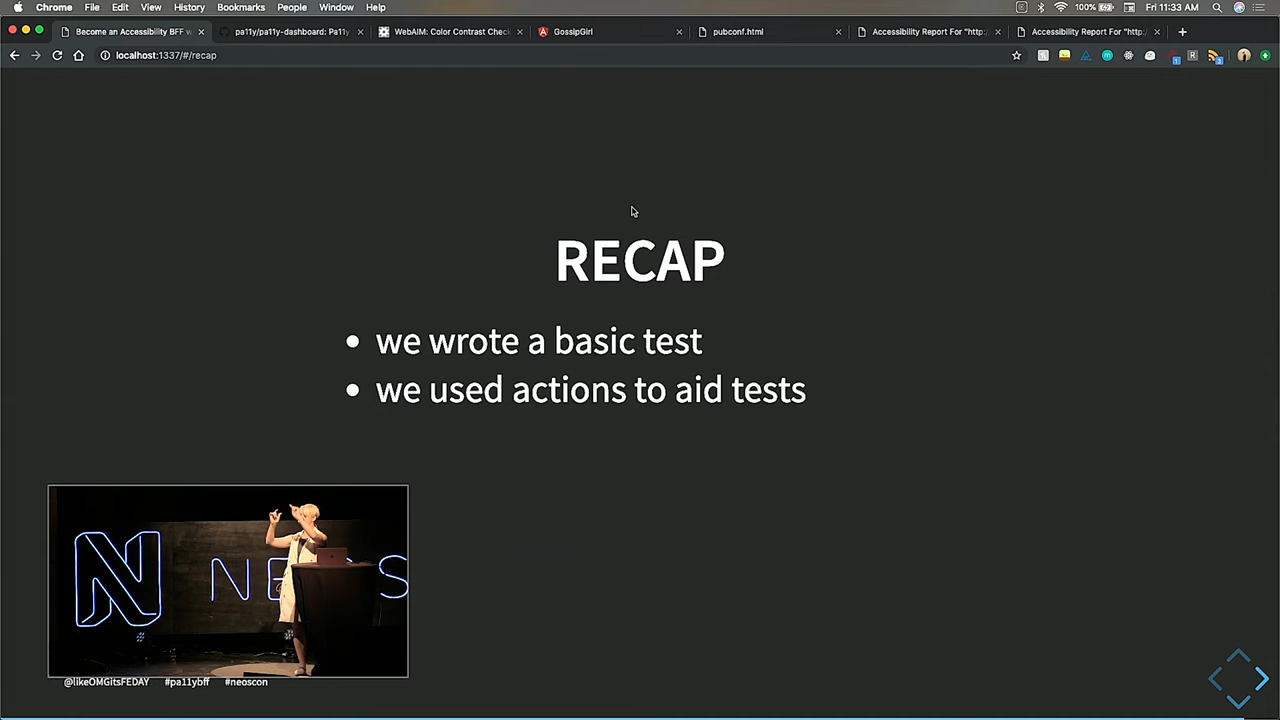 Chrome File Edit View History Bookmarks People Window Help 100% Fri 11:33 AM
Become an Accessibility BFF w pa11y/pa11y-dashboard: Pa11y WebAIM: Color Contrast Chec GossipGirl pubconf.html Accessibility Report For "http: Accessibility Report For "http:
localhost:1337/#/recap
RECAP
we wrote a basic test
we used actions to aid tests
N NEOS
@likeOMGitsFEDAY #pa11ybff #neoscon